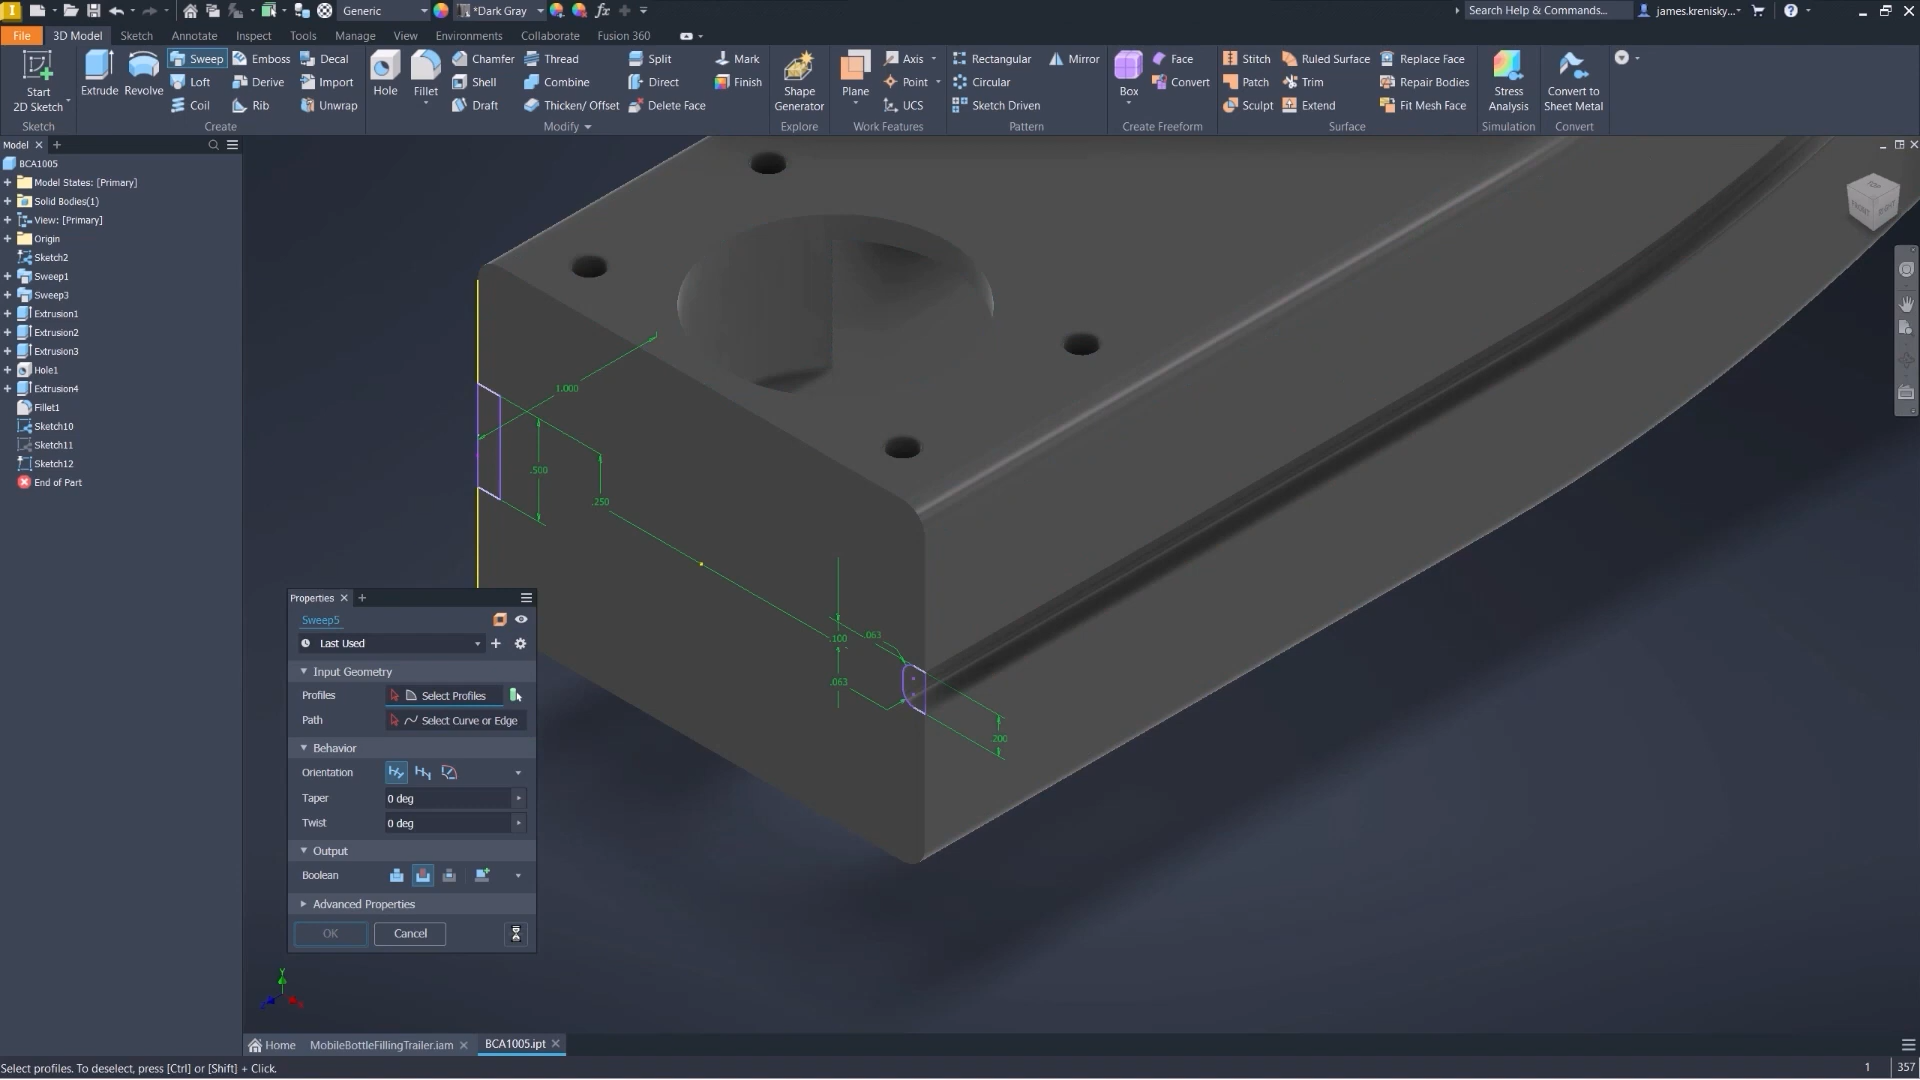 Generic
*Dark Gray
Search Help & Commands...
james.krenisky...
File
3D Model
Sketch
Annotate
Inspect
Tools
Manage
View
Environments
Collaborate
Fusion 360
Start
2D Sketch
Extrude
Revolve
Sweep
Loft
Coil
Emboss
Derive
Rib
Decal
Import
Unwrap
Hole
Fillet
Chamfer
Shell
Draft
Thread
Combine
Thicken/ Offset
Split
Direct
Delete Face
Mark
Finish
Shape
Generator
Plane
Axis
Point
UCS
Rectangular
Circular
Sketch Driven
Mirror
Box
Face
Convert
Stitch
Patch
Sculpt
Ruled Surface
Trim
Extend
Replace Face
Repair Bodies
Fit Mesh Face
Stress
Analysis
Convert to
Sheet Metal
Sketch
Create
Modify
Explore
Work Features
Pattern
Create Freeform
Surface
Simulation
Convert
Model
BCA1005
Model States: [Primary]
Solid Bodies(1)
View: [Primary]
Origin
Sketch2
Sweep1
Sweep3
Extrusion1
Extrusion2
Extrusion3
Hole1
Extrusion4
Fillet1
Sketch10
Sketch11
Sketch12
End of Part
TOP
FRONT
RIGHT
1.000
.500
.250
.100
.063
.063
.200
Properties
Sweep5
Last Used
Input Geometry
Profiles
Select Profiles
Path
Select Curve or Edge
Behavior
Orientation
Taper
0 deg
Twist
0 deg
Output
Boolean
Advanced Properties
OK
Cancel
Y
Home
MobileBottleFillingTrailer.iam
BCA1005.ipt
Select profiles. To deselect, press [Ctrl] or [Shift] + Click.
1
357